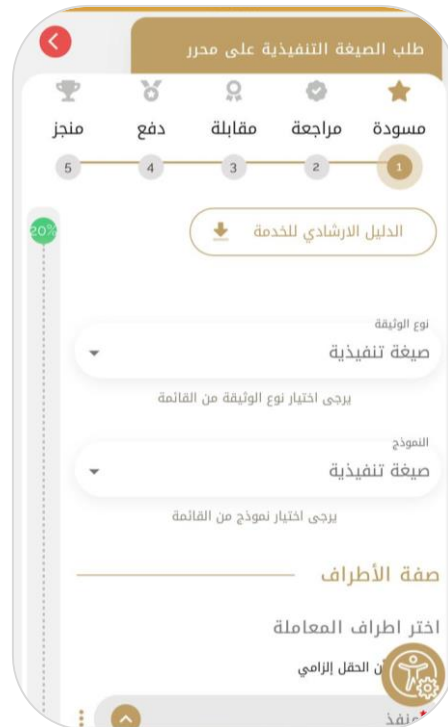 طلب الصيغة التنفيذية على محرر
مسودة مراجعة مقابلة دفع منجز
1 2 3 4 5
20%
الدليل الارشادي للخدمة
نوع الوثيقة
صيغة تنفيذية
يرجى اختيار نوع الوثيقة من القائمة
النموذج
صيغة تنفيذية
يرجى اختيار نموذج من القائمة
صفة الأطراف
اختر اطراف المعاملة
أن الحقل إلزامي
*منفذ